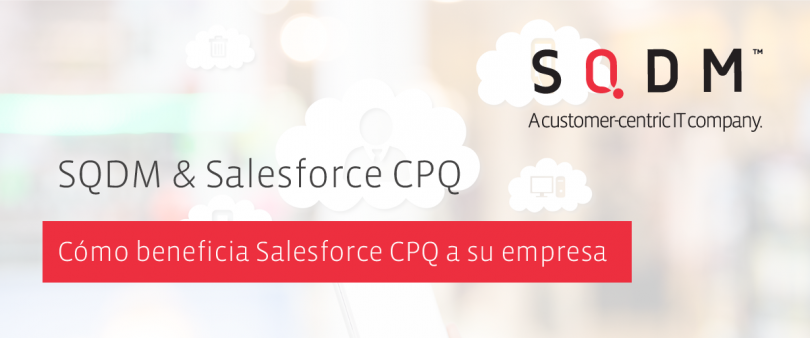 SQDM™
A customer-centric IT company.
SQDM & Salesforce CPQ
Cómo beneficia Salesforce CPQ a su empresa